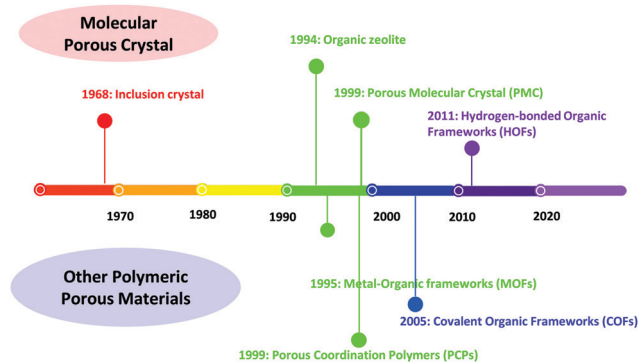 Molecular
Porous Crystal
1994: Organic zeolite
1968: Inclusion crystal
1999: Porous Molecular Crystal (PMC)
2011: Hydrogen-bonded Organic
Frameworks (HOFs)
1970
1980
1990
2000
2010
2020
Other Polymeric
Porous Materials
1995: Metal-Organic frameworks (MOFs)
2005: Covalent Organic Frameworks (COFs)
1999: Porous Coordination Polymers (PCPs)